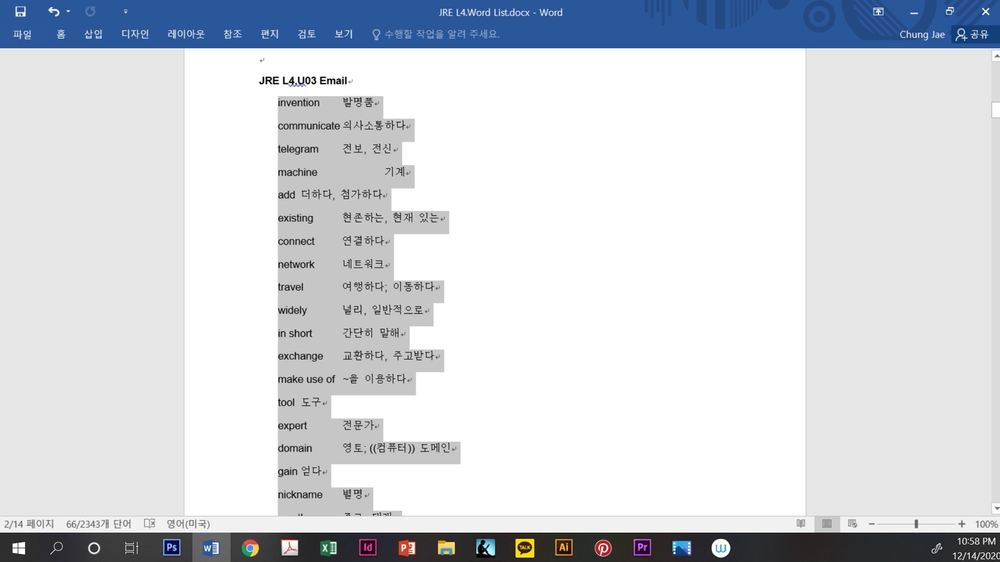 JRE L4.Word List.docx - Word
파일 홈 삽입 디자인 레이아웃 참조 편지 검토 보기 수행할 작업을 알려 주세요. Chung Jae 공유
JRE L4.U03 Email
invention 발명품
communicate 의사소통하다
telegram 전보, 전신
machine 기계
add 더하다, 첨가하다
existing 현존하는, 현재 있는
connect 연결하다
network 네트워크
travel 여행하다; 이동하다
widely 널리, 일반적으로
in short 간단히 말해
exchange 교환하다, 주고받다
make use of ~을 이용하다
tool 도구
expert 전문가
domain 영토; ((컴퓨터)) 도메인
gain 얻다
nickname 별명
2/14 페이지 66/2343개 단어 영어(미국) 100%
Ps Id TALK Ai Pr
10:58 PM
12/14/2020